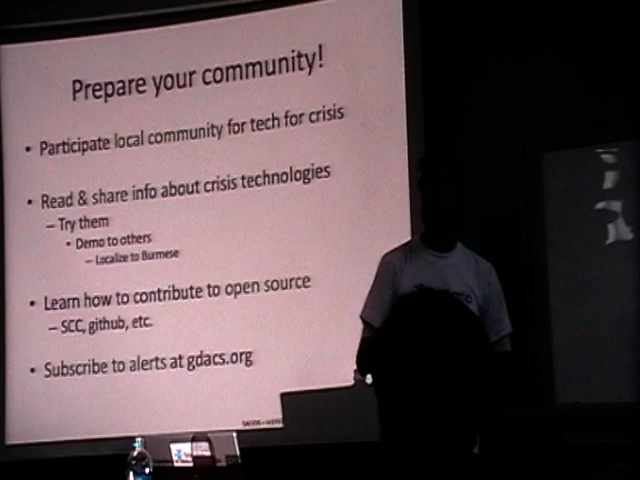 Prepare your community!
• Participate local community for tech for crisis
• Read & share info about crisis technologies
– Try them
• Demo to others
– Localize to Burmese
• Learn how to contribute to open source
– SCC, github, etc.
• Subscribe to alerts at gdacs.org